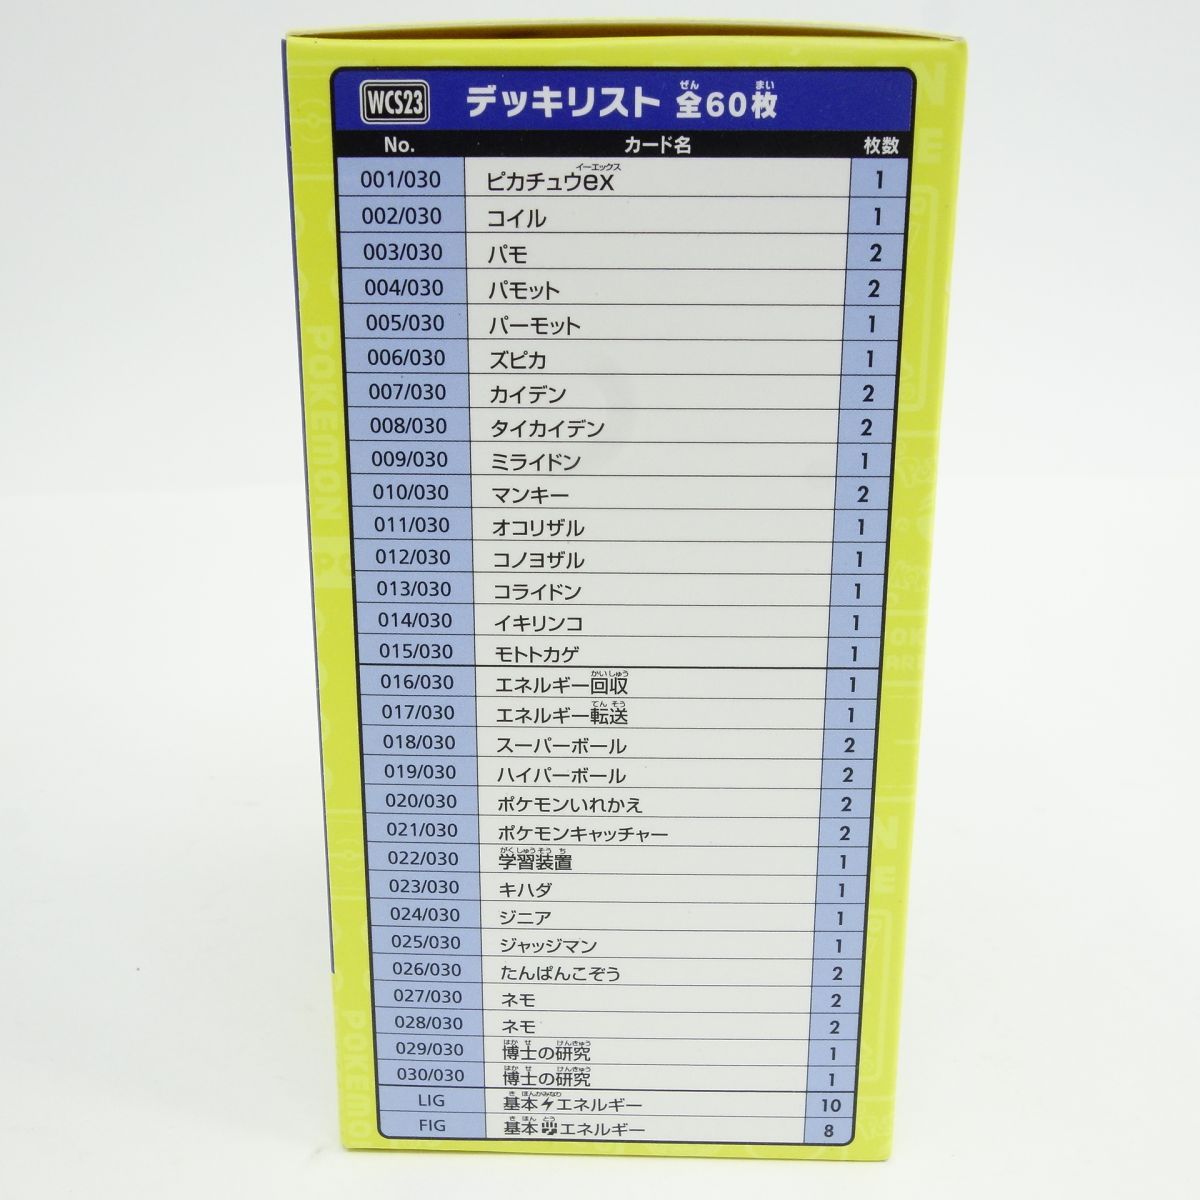 WCS23 デッキリスト 全60枚
ぜん まい
No. カード名 枚数
イーエックス
001/030 ピカチュウex 1
002/030 コイル 1
003/030 パモ 2
004/030 パモット 2
005/030 パーモット 1
006/030 ズピカ 1
007/030 カイデン 2
008/030 タイカイデン 2
009/030 ミライドン 1
010/030 マンキー 2
011/030 オコリザル 1
012/030 コノヨザル 1
013/030 コライドン 1
014/030 イキリンコ 1
015/030 モトトカゲ 1
かいしゅう
016/030 エネルギー回収 1
てんそう
017/030 エネルギー転送 1
018/030 スーパーボール 2
019/030 ハイパーボール 2
020/030 ポケモンいれかえ 2
021/030 ポケモンキャッチャー 2
がくしゅうそうち
022/030 学習装置 1
023/030 キハダ 1
024/030 ジニア 1
025/030 ジャッジマン 1
026/030 たんぱんこぞう 2
027/030 ネモ 2
028/030 ネモ 2
はかせ けんきゅう
029/030 博士の研究 1
はかせ けんきゅう
030/030 博士の研究 1
きほんかみなり
LIG 基本エネルギー 10
きほん とう
FIG 基本エネルギー 8
POKEMON